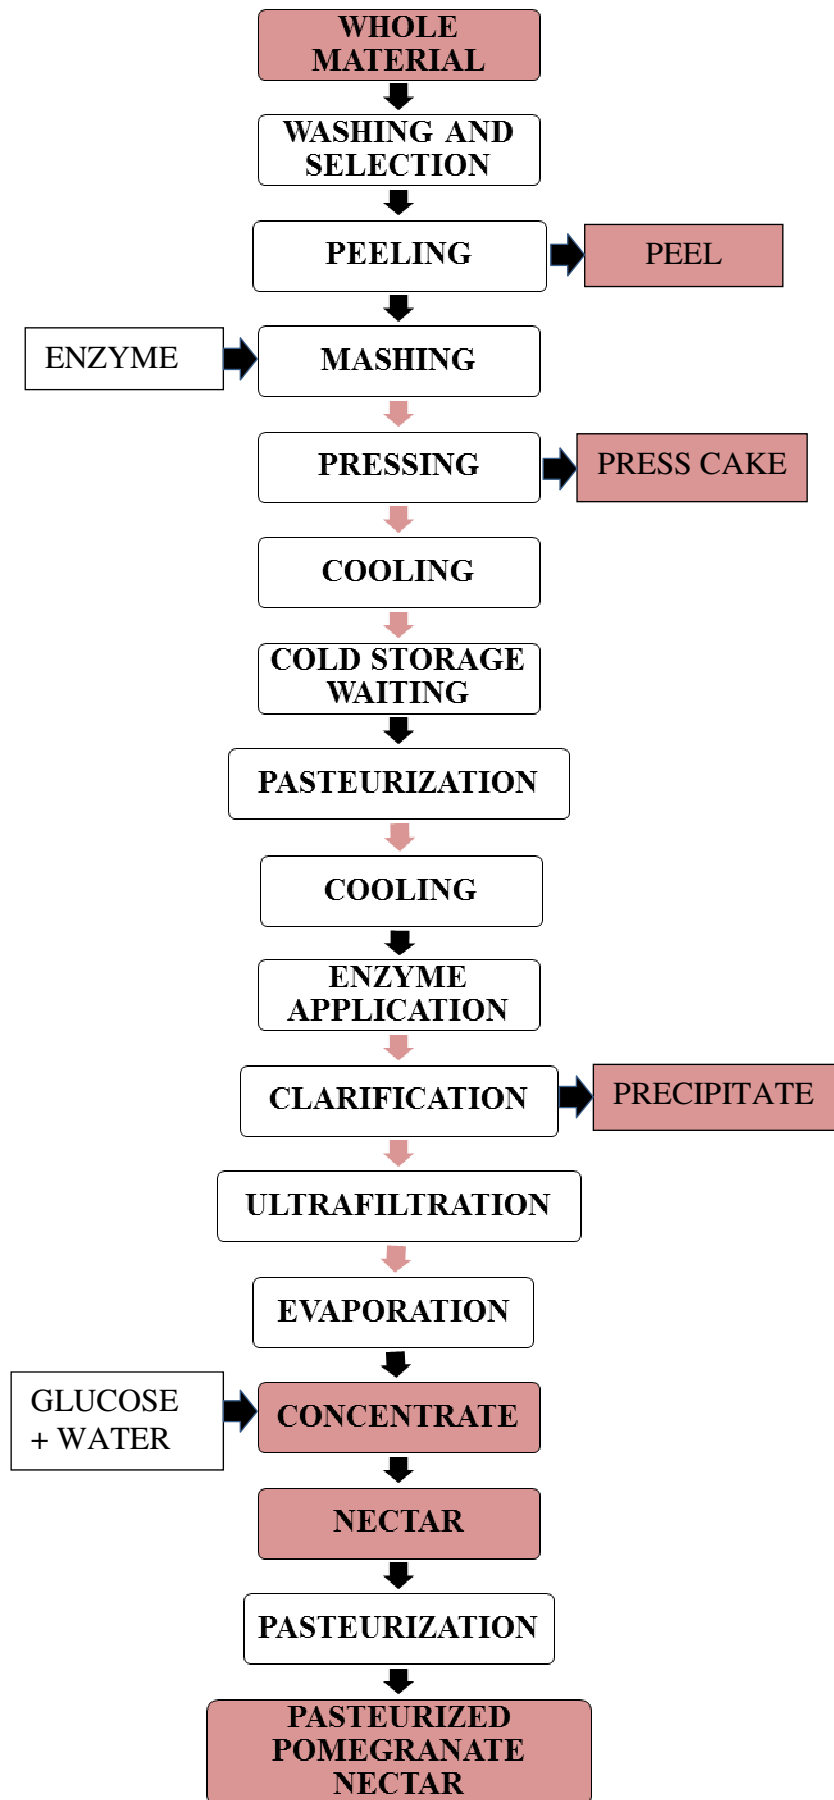 WHOLE
MATERIAL
WASHING AND
SELECTION
PEELING
PEEL
ENZYME
MASHING
PRESSING
PRESS CAKE
COOLING
COLD STORAGE
WAITING
PASTEURIZATION
COOLING
ENZYME
APPLICATION
CLARIFICATION
PRECIPITATE
ULTRAFILTRATION
EVAPORATION
GLUCOSE
+ WATER
CONCENTRATE
NECTAR
PASTEURIZATION
PASTEURIZED
POMEGRANATE
NECTAR